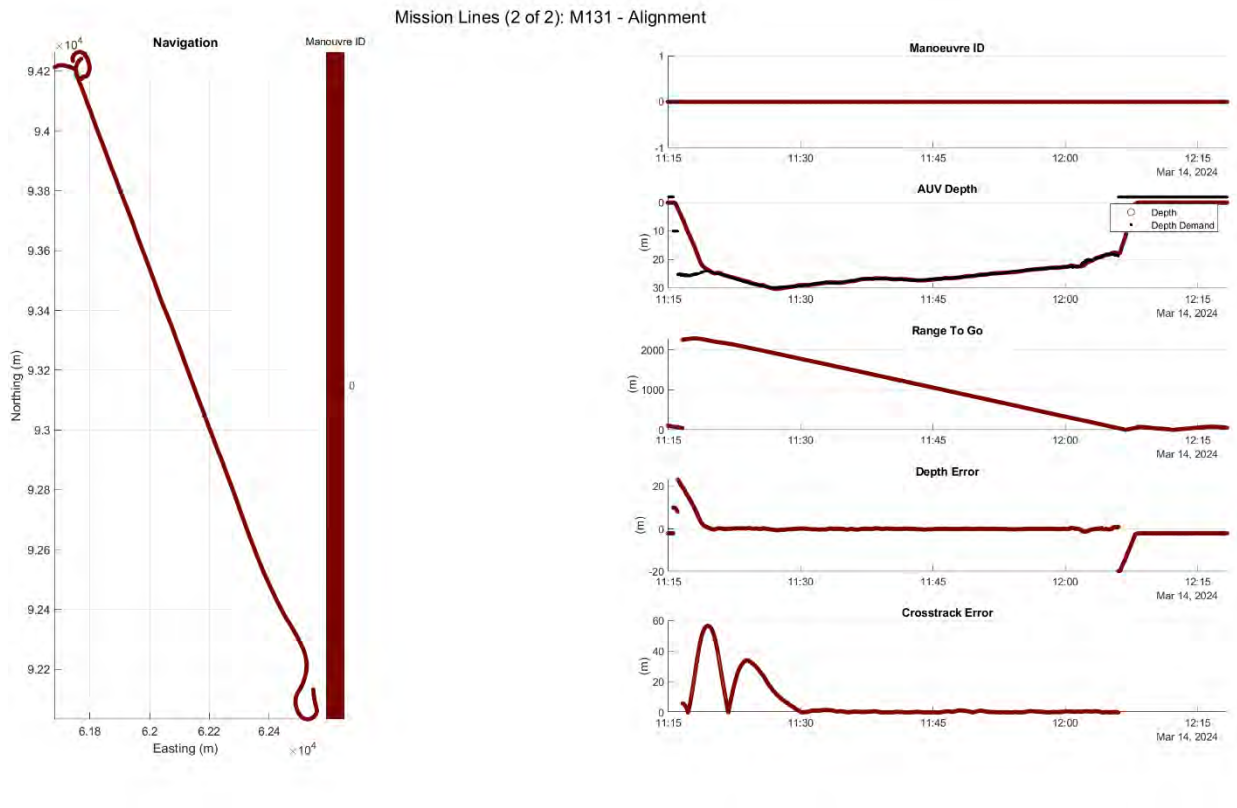 Mission Lines (2 of 2): M131 - Alignment
Navigation
×10⁴
Manouvre ID
9.42
9.4
9.38
9.36
9.34
9.32
9.3
9.28
9.26
9.24
9.22
Northing (m)
0
6.18 6.2 6.22 6.24
Easting (m)
×10⁴
Manoeuvre ID
1
0
-1
11:15 11:30 11:45 12:00 12:15
Mar 14, 2024
AUV Depth
0
10
20
30
(m)
Depth
Depth Demand
11:15 11:30 11:45 12:00 12:15
Mar 14, 2024
Range To Go
2000
1000
0
(m)
11:15 11:30 11:45 12:00 12:15
Mar 14, 2024
Depth Error
20
0
-20
(m)
11:15 11:30 11:45 12:00 12:15
Mar 14, 2024
Crosstrack Error
60
40
20
0
(m)
11:15 11:30 11:45 12:00 12:15
Mar 14, 2024